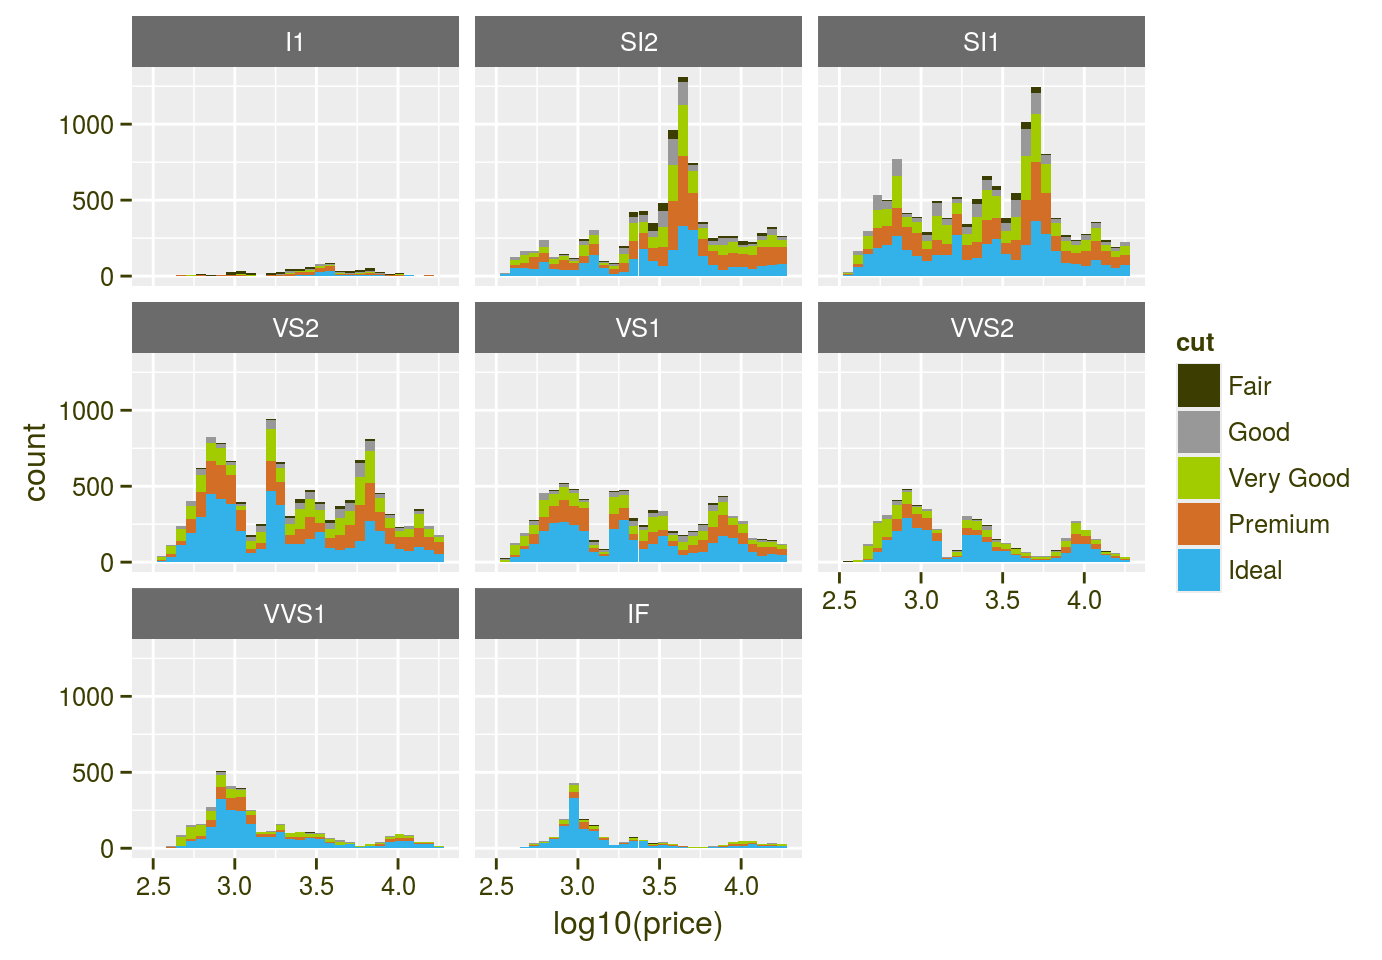 I1
SI2
SI1
1000
500
0
VS2
VS1
VVS2
1000
500
0
2.5
3.0
3.5
4.0
VVS1
IF
1000
500
0
2.5
3.0
3.5
4.0
2.5
3.0
3.5
4.0
log10(price)
count
cut
Fair
Good
Very Good
Premium
Ideal